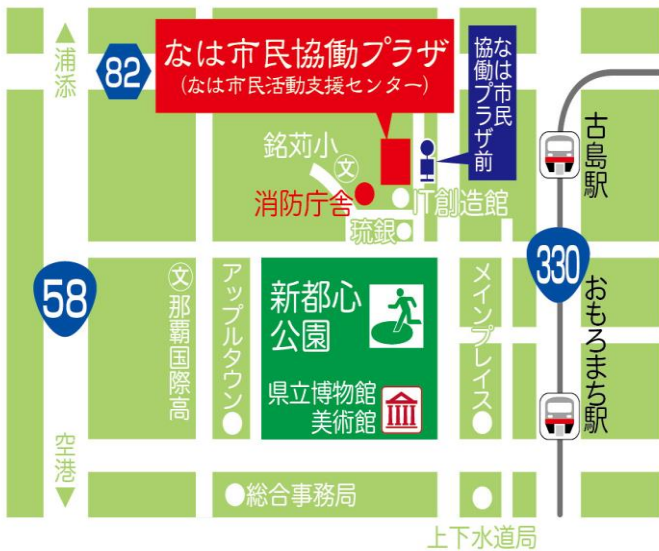 ▲浦添
82
なは市民協働プラザ
(なは市民活動支援センター)
なは市民
協働プラザ前
古島駅
銘苅小
文
消防庁舎
IT創造館
琉銀
58
文那覇国際高
アップルタウン
新都心
公園
県立博物館
美術館
メインプレイス
330
おもろまち駅
空港▼
総合事務局
上下水道局